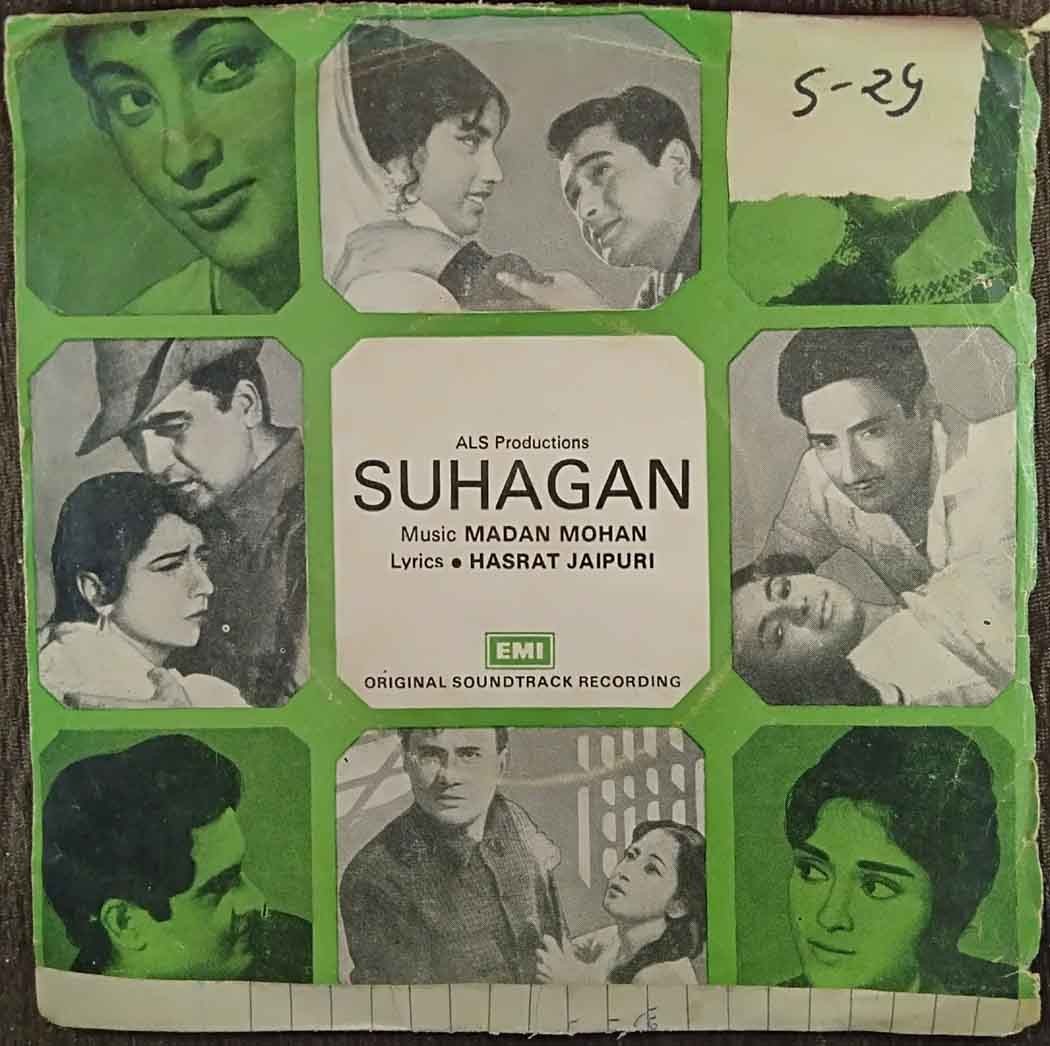 S-29
ALS Productions
SUHAGAN
Music MADAN MOHAN
Lyrics • HASRAT JAIPURI
EMI
ORIGINAL SOUNDTRACK RECORDING